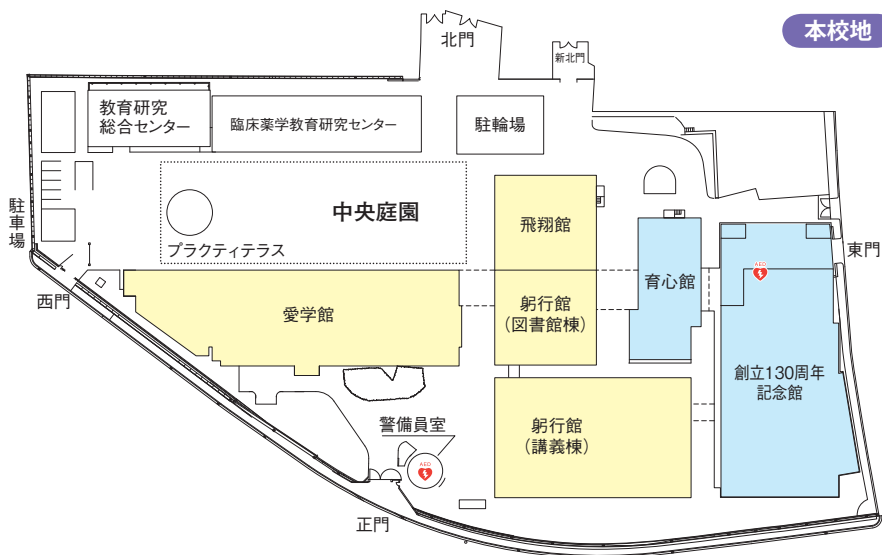 本校地
北門
新北門
教育研究
総合センター
臨床薬学教育研究センター
駐輪場
駐車場
中央庭園
プラクティテラス
飛翔館
育心館
東門
AED
西門
愛学館
躬行館
(図書館棟)
創立130周年
記念館
警備員室
躬行館
(講義棟)
AED
正門